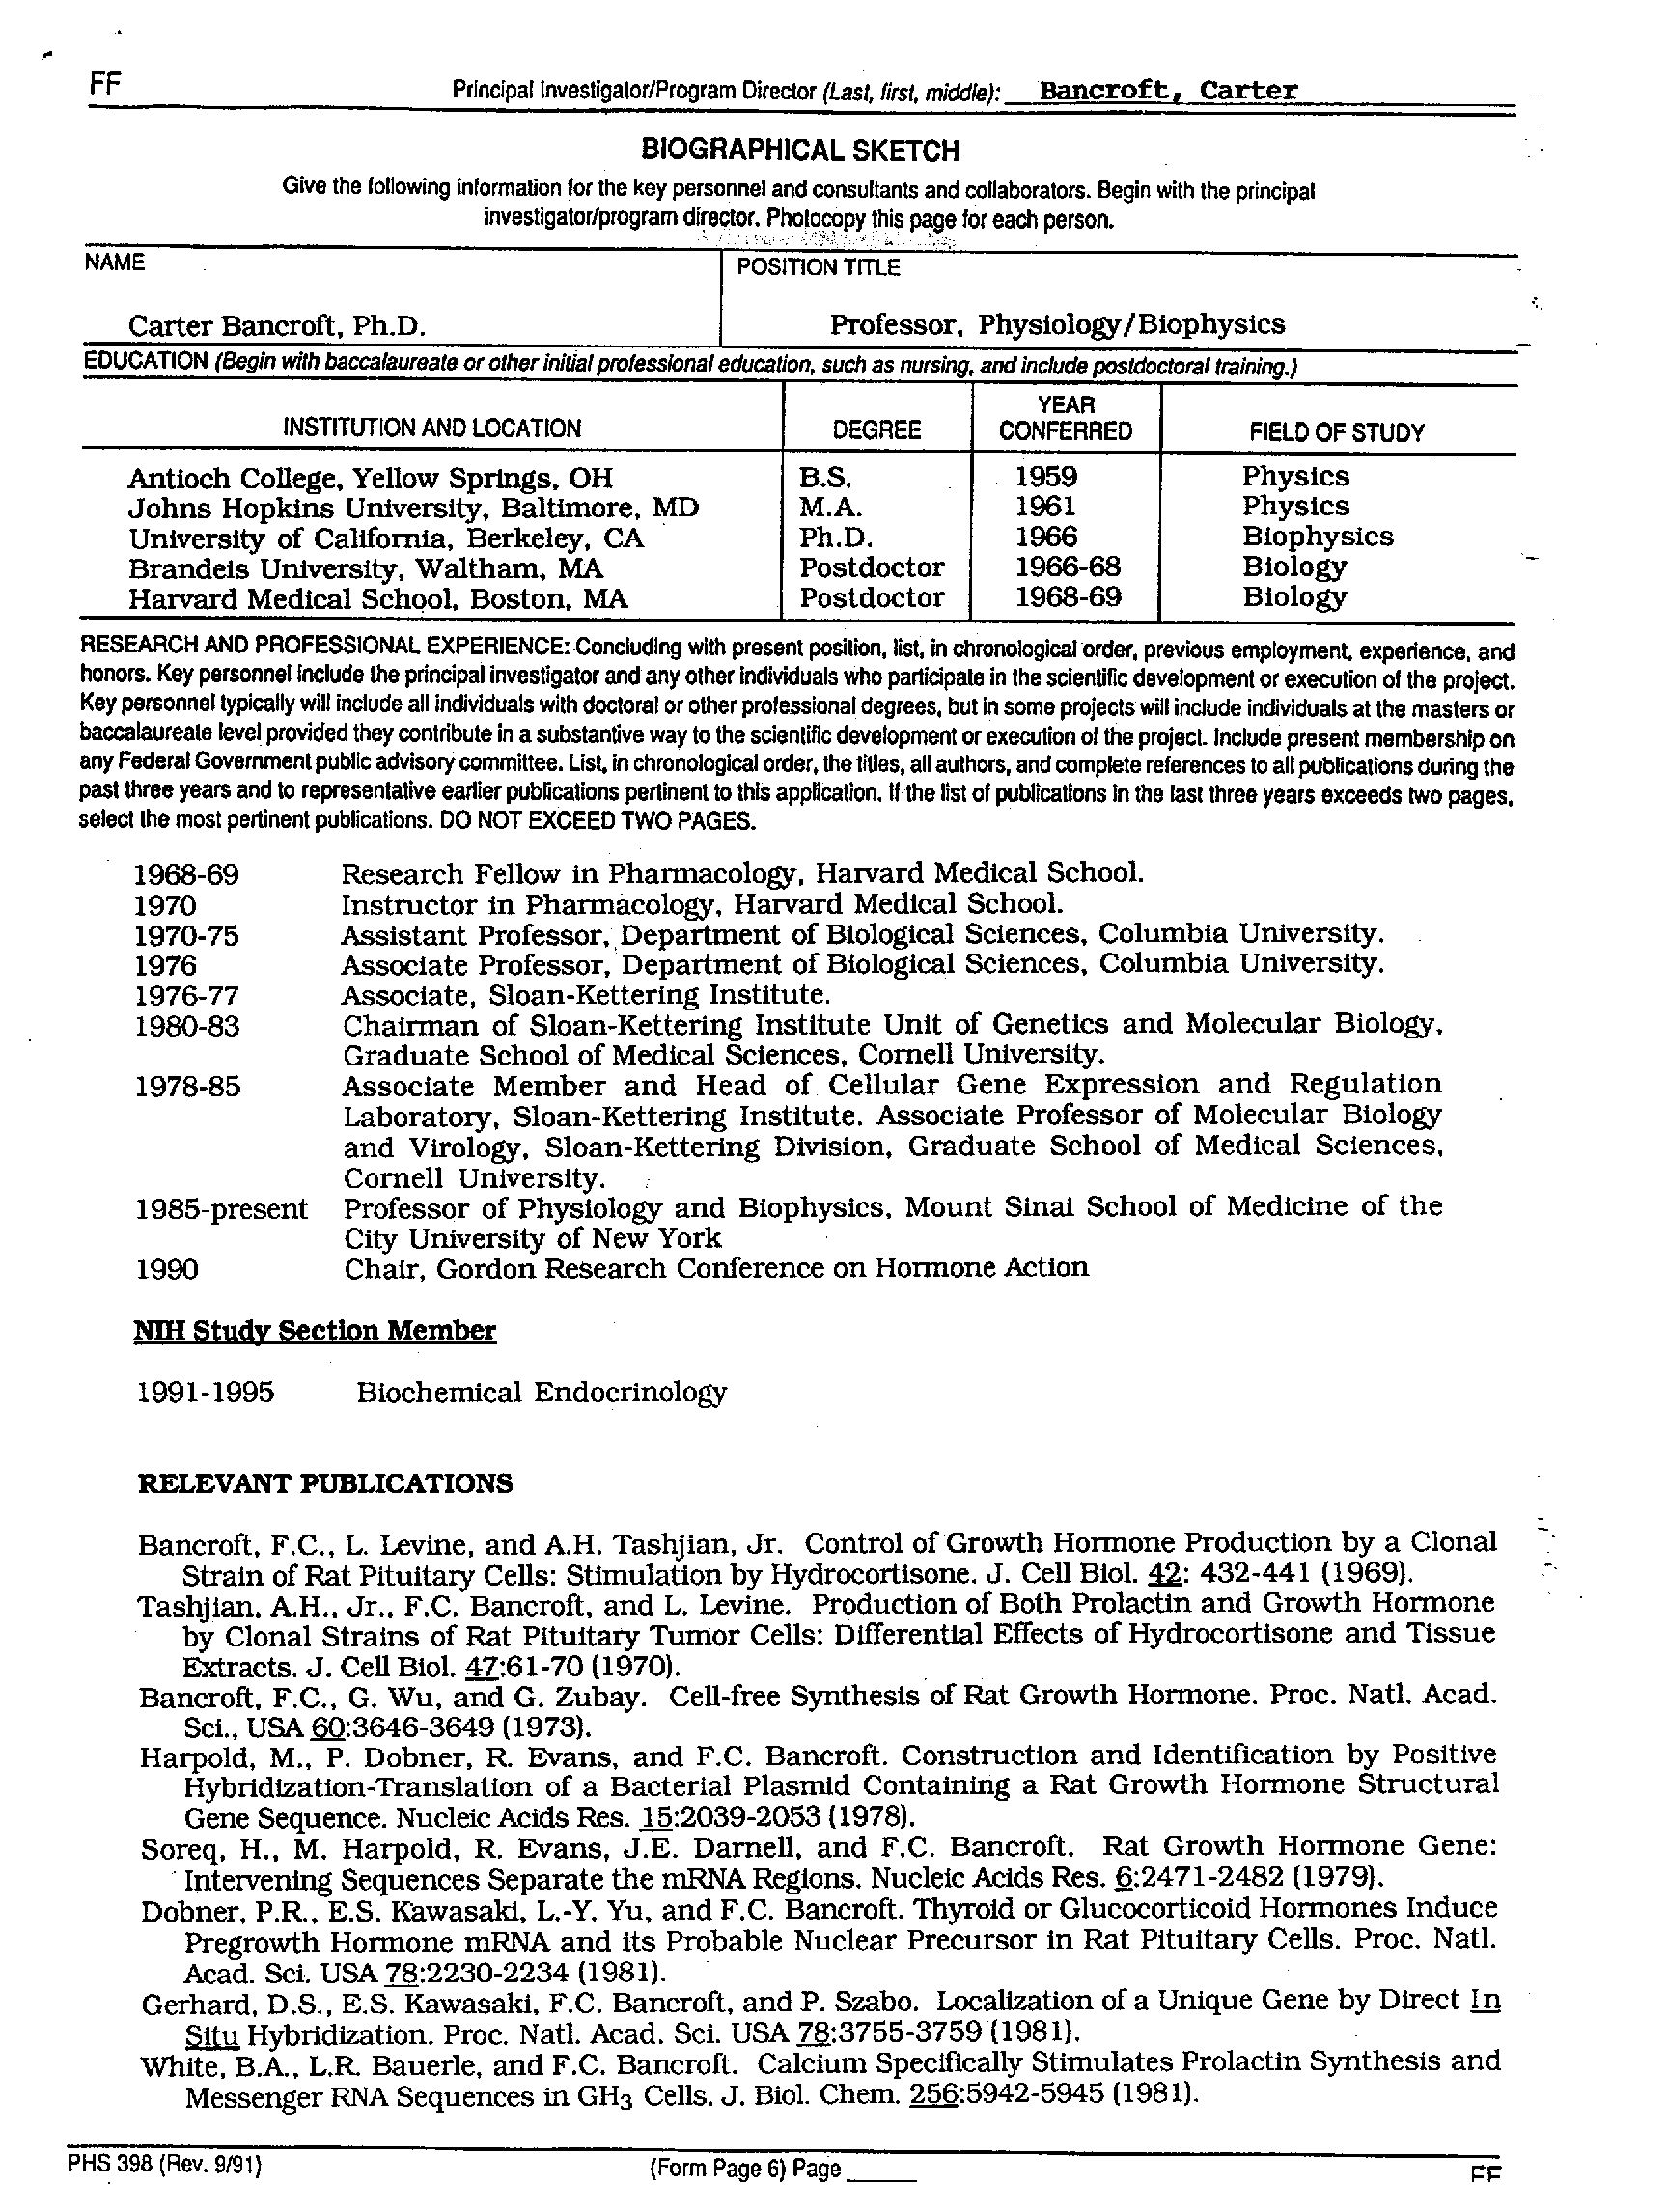 FF
Principal Investigator/Program Director (Last, first, middle): Bancroft, Carter
BIOGRAPHICAL SKETCH
Give the following information for the key personnel and consultants and collaborators. Begin with the principal
investigator/program director. Photocopy this page for each person.
NAME
POSITION TITLE
Carter Bancroft, Ph.D.
Professor, Physiology/Biophysics
EDUCATION (Begin with baccalaureate or other initial professional education, such as nursing, and include postdoctoral training.)
INSTITUTION AND LOCATION DEGREE YEAR CONFERRED FIELD OF STUDY
Antioch College, Yellow Springs, OH B.S. 1959 Physics
Johns Hopkins University, Baltimore, MD M.A. 1961 Physics
University of California, Berkeley, CA Ph.D. 1966 Biophysics
Brandeis University, Waltham, MA Postdoctor 1966-68 Biology
Harvard Medical School, Boston, MA Postdoctor 1968-69 Biology
RESEARCH AND PROFESSIONAL EXPERIENCE: Concluding with present position, list, in chronological order, previous employment, experience, and
honors. Key personnel include the principal investigator and any other individuals who participate in the scientific development or execution of the project.
Key personnel typically will include all individuals with doctoral or other professional degrees, but in some projects will include individuals at the masters or
baccalaureate level provided they contribute in a substantive way to the scientific development or execution of the project. Include present membership on
any Federal Government public advisory committee. List, in chronological order, the titles, all authors, and complete references to all publications during the
past three years and to representative earlier publications pertinent to this application. If the list of publications in the last three years exceeds two pages,
select the most pertinent publications. DO NOT EXCEED TWO PAGES.
1968-69 Research Fellow in Pharmacology, Harvard Medical School.
1970 Instructor in Pharmacology, Harvard Medical School.
1970-75 Assistant Professor, Department of Biological Sciences, Columbia University.
1976 Associate Professor, Department of Biological Sciences, Columbia University.
1976-77 Associate, Sloan-Kettering Institute.
1980-83 Chairman of Sloan-Kettering Institute Unit of Genetics and Molecular Biology,
Graduate School of Medical Sciences, Cornell University.
1978-85 Associate Member and Head of Cellular Gene Expression and Regulation
Laboratory, Sloan-Kettering Institute. Associate Professor of Molecular Biology
and Virology, Sloan-Kettering Division, Graduate School of Medical Sciences,
Cornell University.
1985-present Professor of Physiology and Biophysics, Mount Sinai School of Medicine of the
City University of New York
1990 Chair, Gordon Research Conference on Hormone Action
NIH Study Section Member
1991-1995 Biochemical Endocrinology
RELEVANT PUBLICATIONS
Bancroft, F.C., L. Levine, and A.H. Tashjian, Jr. Control of Growth Hormone Production by a Clonal
Strain of Rat Pituitary Cells: Stimulation by Hydrocortisone. J. Cell Biol. 42: 432-441 (1969).
Tashjian, A.H., Jr., F.C. Bancroft, and L. Levine. Production of Both Prolactin and Growth Hormone
by Clonal Strains of Rat Pituitary Tumor Cells: Differential Effects of Hydrocortisone and Tissue
Extracts. J. Cell Biol. 47:61-70 (1970).
Bancroft, F.C., G. Wu, and G. Zubay. Cell-free Synthesis of Rat Growth Hormone. Proc. Natl. Acad.
Sci., USA 60:3646-3649 (1973).
Harpold, M., P. Dobner, R. Evans, and F.C. Bancroft. Construction and Identification by Positive
Hybridization-Translation of a Bacterial Plasmid Containing a Rat Growth Hormone Structural
Gene Sequence. Nucleic Acids Res. 15:2039-2053 (1978).
Soreq, H., M. Harpold, R. Evans, J.E. Darnell, and F.C. Bancroft. Rat Growth Hormone Gene:
Intervening Sequences Separate the mRNA Regions. Nucleic Acids Res. 6:2471-2482 (1979).
Dobner, P.R., E.S. Kawasaki, L.-Y. Yu, and F.C. Bancroft. Thyroid or Glucocorticoid Hormones Induce
Pregrowth Hormone mRNA and its Probable Nuclear Precursor in Rat Pituitary Cells. Proc. Natl.
Acad. Sci. USA 78:2230-2234 (1981).
Gerhard, D.S., E.S. Kawasaki, F.C. Bancroft, and P. Szabo. Localization of a Unique Gene by Direct In
Situ Hybridization. Proc. Natl. Acad. Sci. USA 78:3755-3759 (1981).
White, B.A., L.R. Bauerle, and F.C. Bancroft. Calcium Specifically Stimulates Prolactin Synthesis and
Messenger RNA Sequences in GH3 Cells. J. Biol. Chem. 256:5942-5945 (1981).
PHS 398 (Rev. 9/91) (Form Page 6) Page _____ FF